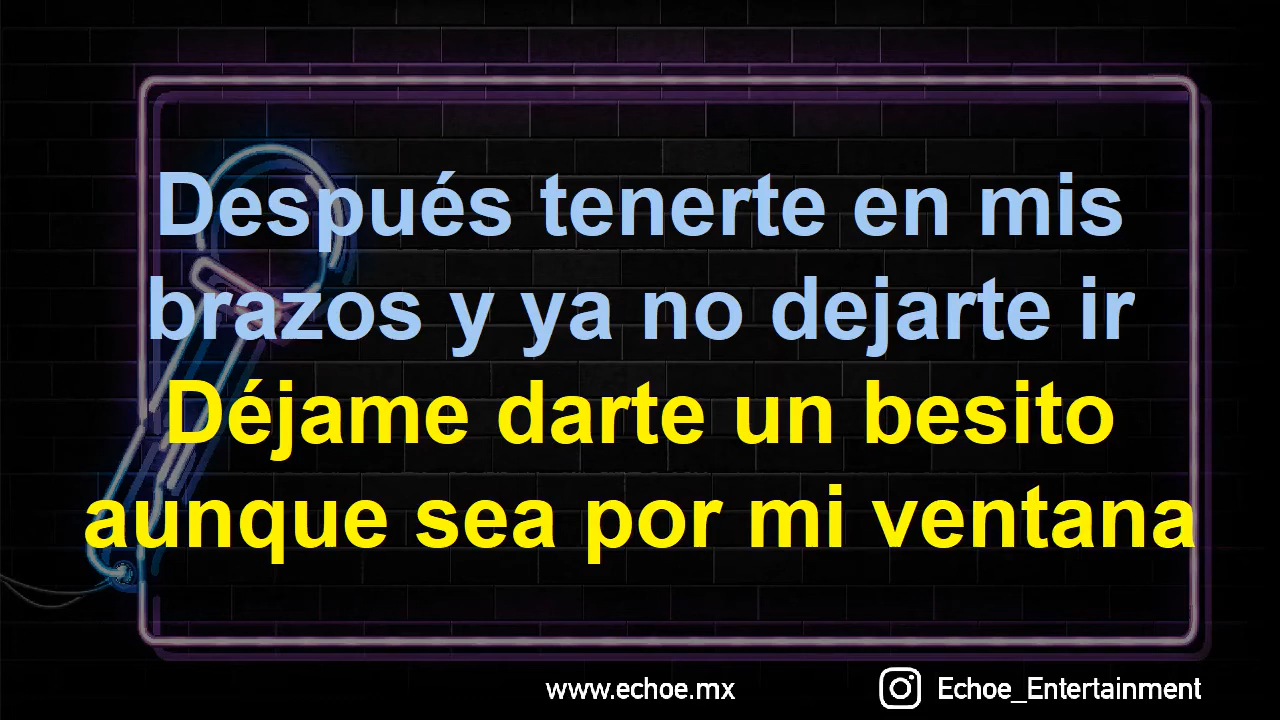 Después tenerte en mis
brazos y ya no dejarte ir
Déjame darte un besito
aunque sea por mi ventana
www.echoe.mx
Echoe_Entertainment